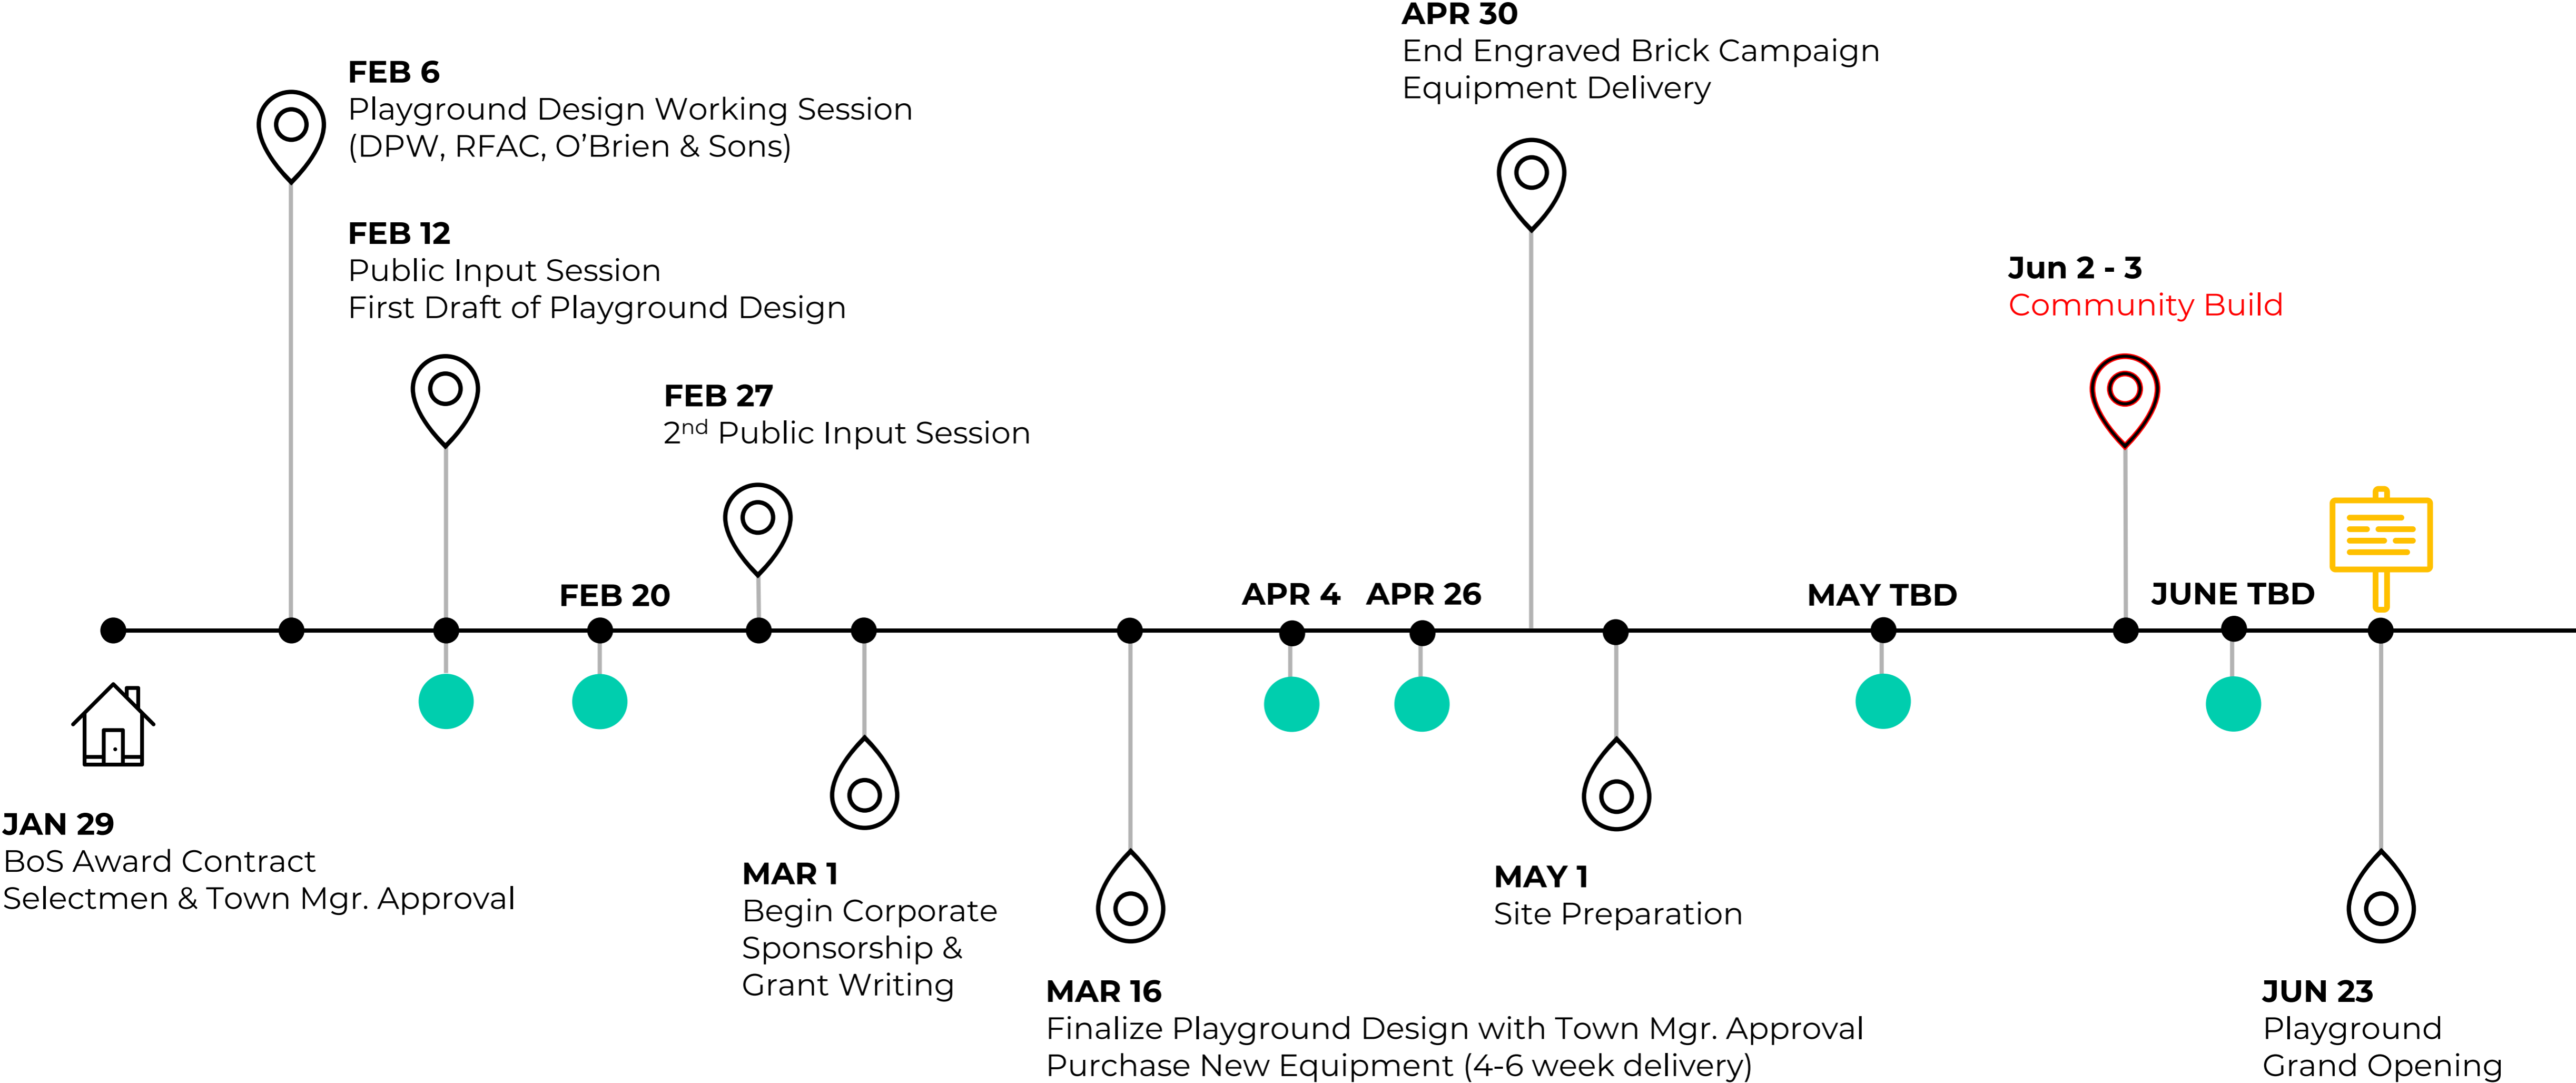 APR 30
End Engraved Brick Campaign
Equipment Delivery
FEB 6
Playground Design Working Session
(DPW, RFAC, O’Brien & Sons)
FEB 12
Public Input Session
First Draft of Playground Design
Jun 2 - 3
Community Build
FEB 27
2nd Public Input Session
FEB 20
APR 4
APR 26
MAY TBD
JUNE TBD
JAN 29
BoS Award Contract
Selectmen & Town Mgr. Approval
MAR 1
Begin Corporate
Sponsorship &
Grant Writing
MAY 1
Site Preparation
MAR 16
Finalize Playground Design with Town Mgr. Approval
Purchase New Equipment (4-6 week delivery)
JUN 23
Playground
Grand Opening